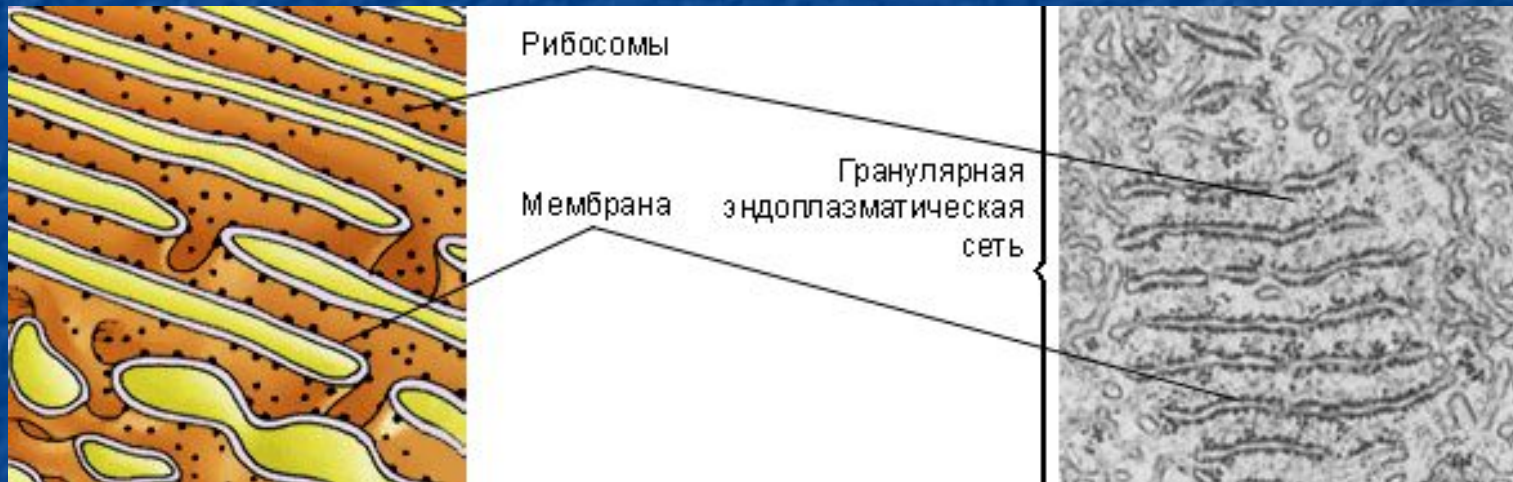 Рибосомы
Мембрана
Гранулярная
эндоплазматическая
сеть